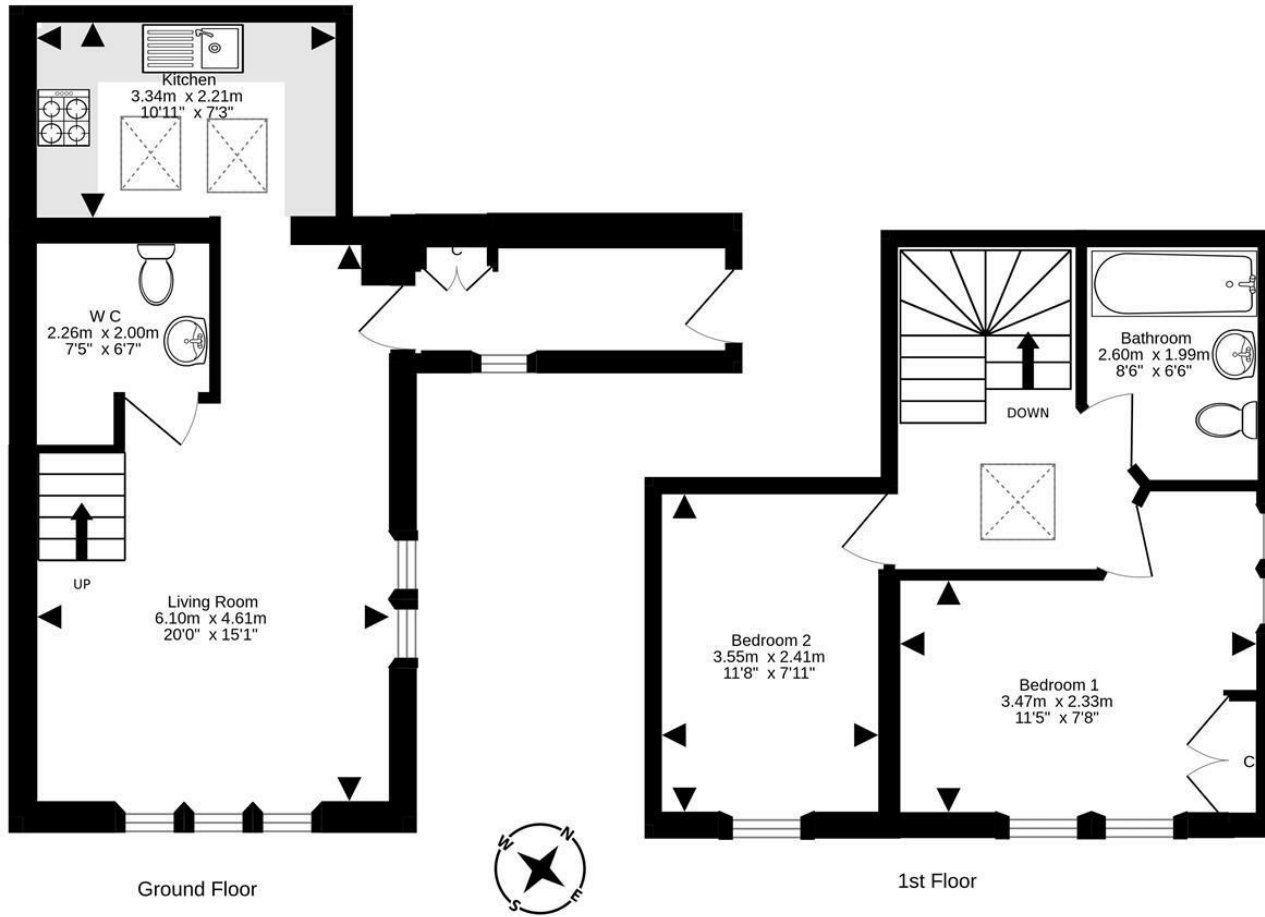 Kitchen
3.34m x 2.21m
10'11" x 7'3"
C
W C
2.26m x 2.00m
7'5" x 6'7"
UP
Living Room
6.10m x 4.61m
20'0" x 15'1"
Ground Floor
N
W
E
S
Bathroom
2.60m x 1.99m
8'6" x 6'6"
DOWN
Bedroom 2
3.55m x 2.41m
11'8" x 7'11"
Bedroom 1
3.47m x 2.33m
11'5" x 7'8"
C
1st Floor